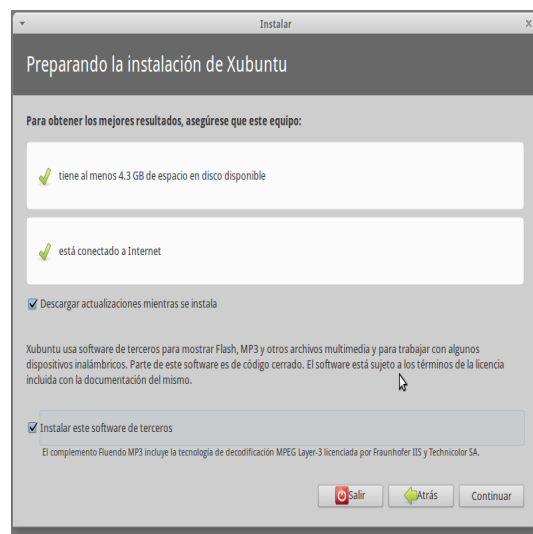 Instalar
x
Preparando la instalación de Xubuntu
Para obtener los mejores resultados, asegúrese que este equipo:
tiene al menos 4.3 GB de espacio en disco disponible
está conectado a Internet
Descargar actualizaciones mientras se instala
Xubuntu usa software de terceros para mostrar Flash, MP3 y otros archivos multimedia y para trabajar con algunos
dispositivos inalámbricos. Parte de este software es de código cerrado. El software está sujeto a los términos de la licencia
incluida con la documentación del mismo.
Instalar este software de terceros
El complemento Fluendo MP3 incluye la tecnología de decodificación MPEG Layer-3 licenciada por Fraunhofer IIS y Technicolor SA.
Salir
Atrás
Continuar